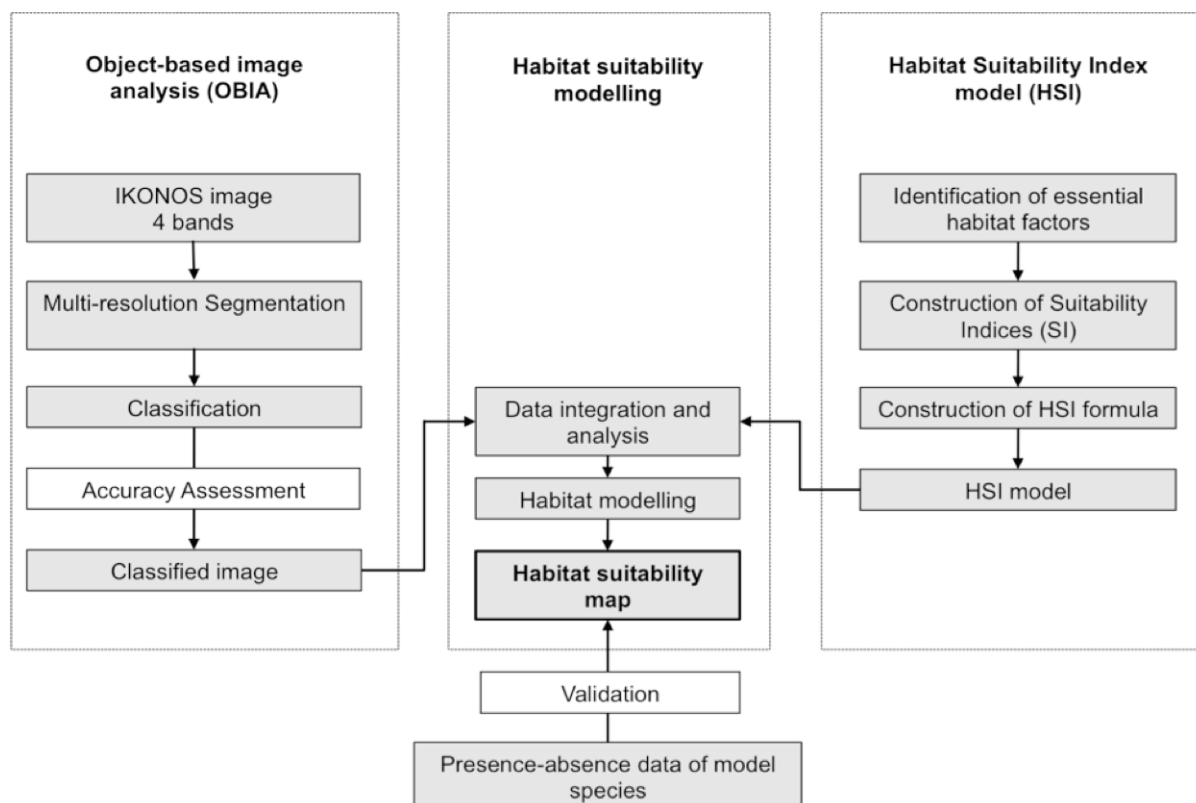 Object-based image
analysis (OBIA)
IKONOS image
4 bands
Multi-resolution Segmentation
Classification
Accuracy Assessment
Classified image
Habitat suitability
modelling
Data integration and
analysis
Habitat modelling
Habitat suitability
map
Validation
Presence-absence data of model
species
Habitat Suitability Index
model (HSI)
Identification of essential
habitat factors
Construction of Suitability
Indices (SI)
Construction of HSI formula
HSI model